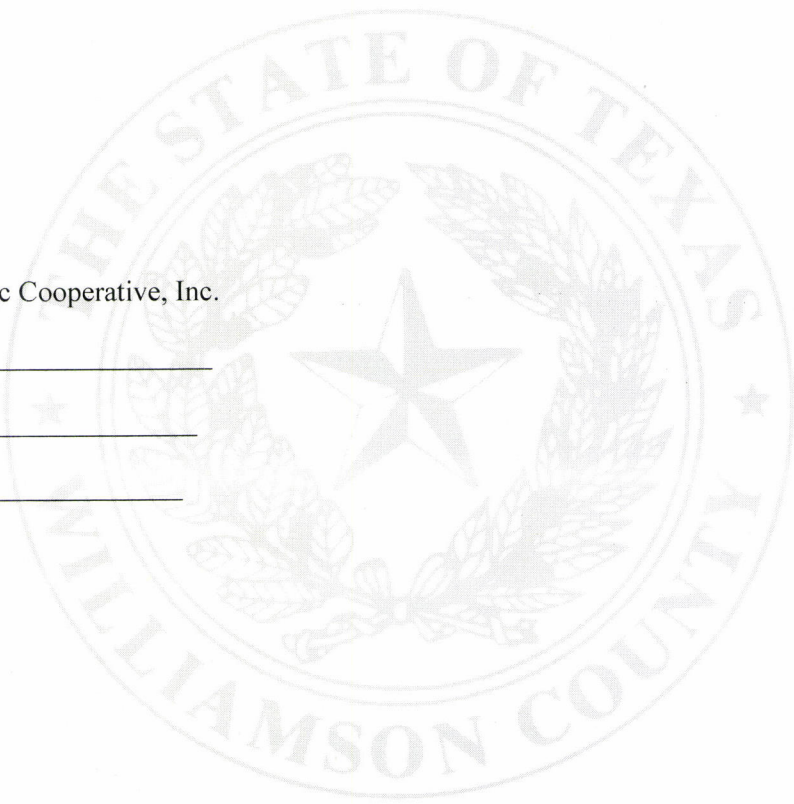 THE STATE OF TEXAS
c Cooperative, Inc.
WILLIAMSON COUNTY